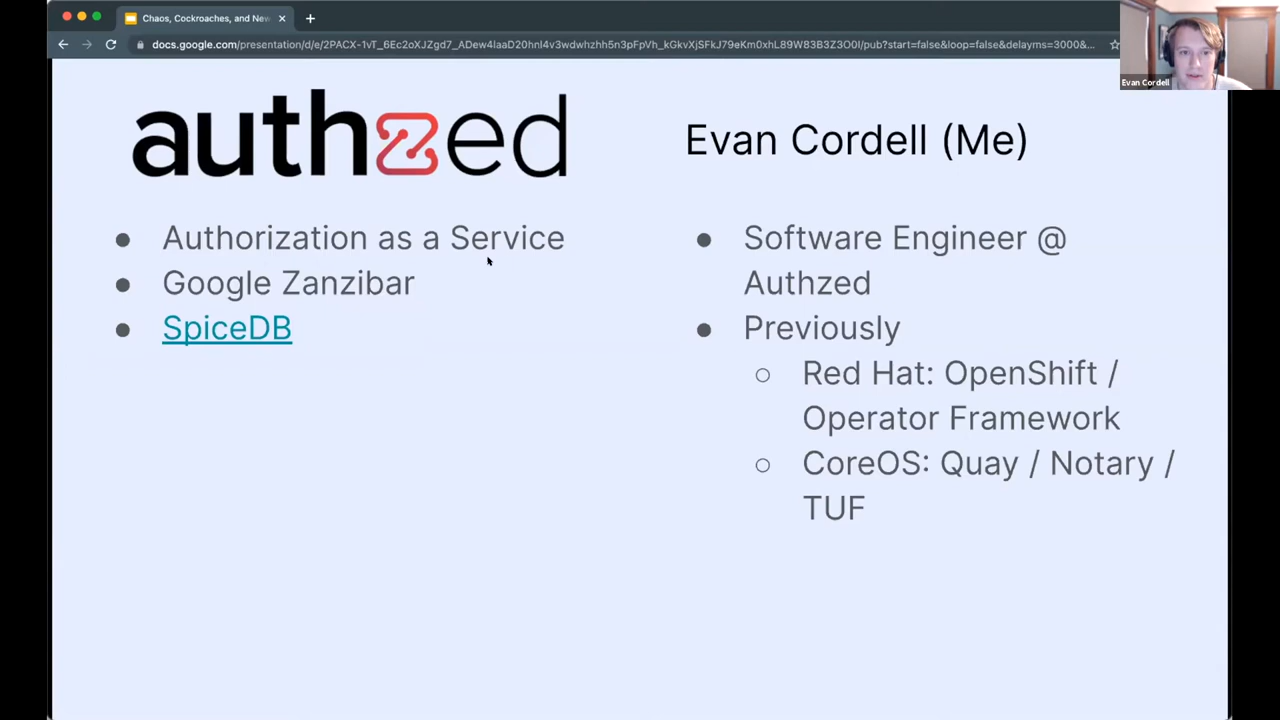 Chaos, Cockroaches, and New
docs.google.com/presentation/d/e/2PACX-1vT_6Ec2oXJZgd7_ADew4IaaD20hnI4v3wdwhzhh5n3pFpVh_kGkvXjSFkJ79eKm0xhL89W83B3Z3O0I/pub?start=false&loop=false&delayms=3000&...
Evan Cordell
authzed
Authorization as a Service
Google Zanzibar
SpiceDB
Evan Cordell (Me)
Software Engineer @
Authzed
Previously
Red Hat: OpenShift /
Operator Framework
CoreOS: Quay / Notary /
TUF